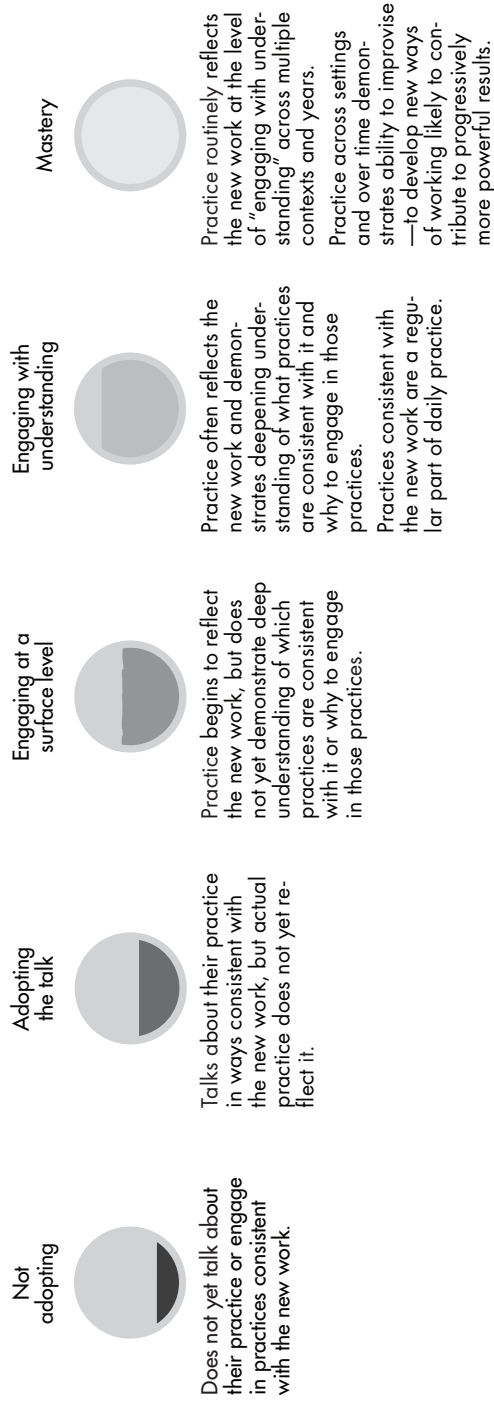 Not
adopting
Does not yet talk about
their practice or engage
in practices consistent
with the new work.
Adopting
the talk
Talks about their practice
in ways consistent with
the new work, but actual
practice does not yet re-
flect it.
Engaging at a
surface level
Practice begins to reflect
the new work, but does
not yet demonstrate deep
understanding of which
practices are consistent
with it or why to engage
in those practices.
Engaging with
understanding
Practice often reflects the
new work and demon-
strates deepening under-
standing of what practices
are consistent with it and
why to engage in those
practices.
Practices consistent with
the new work are a regu-
lar part of daily practice.
Mastery
Practice routinely reflects
the new work at the level
of “engaging with under-
standing” across multiple
contexts and years.
Practice across settings
and over time demon-
strates ability to improvise
—to develop new ways
of working likely to con-
tribute to progressively
more powerful results.